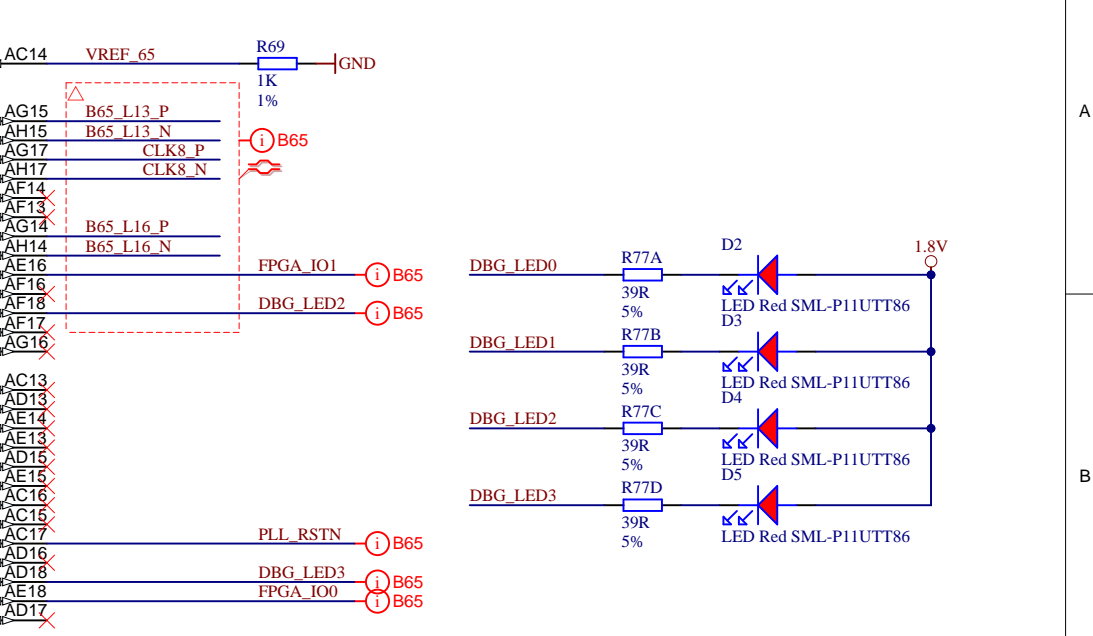 AC14 VREF_65 R69 GND
1K
1%
AG15 B65_L13_P
AH15 B65_L13_N
i B65
AG17 CLK8_P
AH17 CLK8_N
AF14
AF13
AG14 B65_L16_P
AH14 B65_L16_N
AE16 FPGA_IO1 i B65
AF16
AF18 DBG_LED2 i B65
AF17
AG16
AC13
AD13
AE14
AE13
AD15
AE15
AC16
AC15
AC17 PLL_RSTN i B65
AD16
AD18 DBG_LED3 i B65
AE18 FPGA_IO0 i B65
AD17
1.8V
DBG_LED0 R77A D2
39R
5%
LED Red SML-P11UTT86
DBG_LED1 R77B D3
39R
5%
LED Red SML-P11UTT86
DBG_LED2 R77C D4
39R
5%
LED Red SML-P11UTT86
DBG_LED3 R77D D5
39R
5%
LED Red SML-P11UTT86
A
B